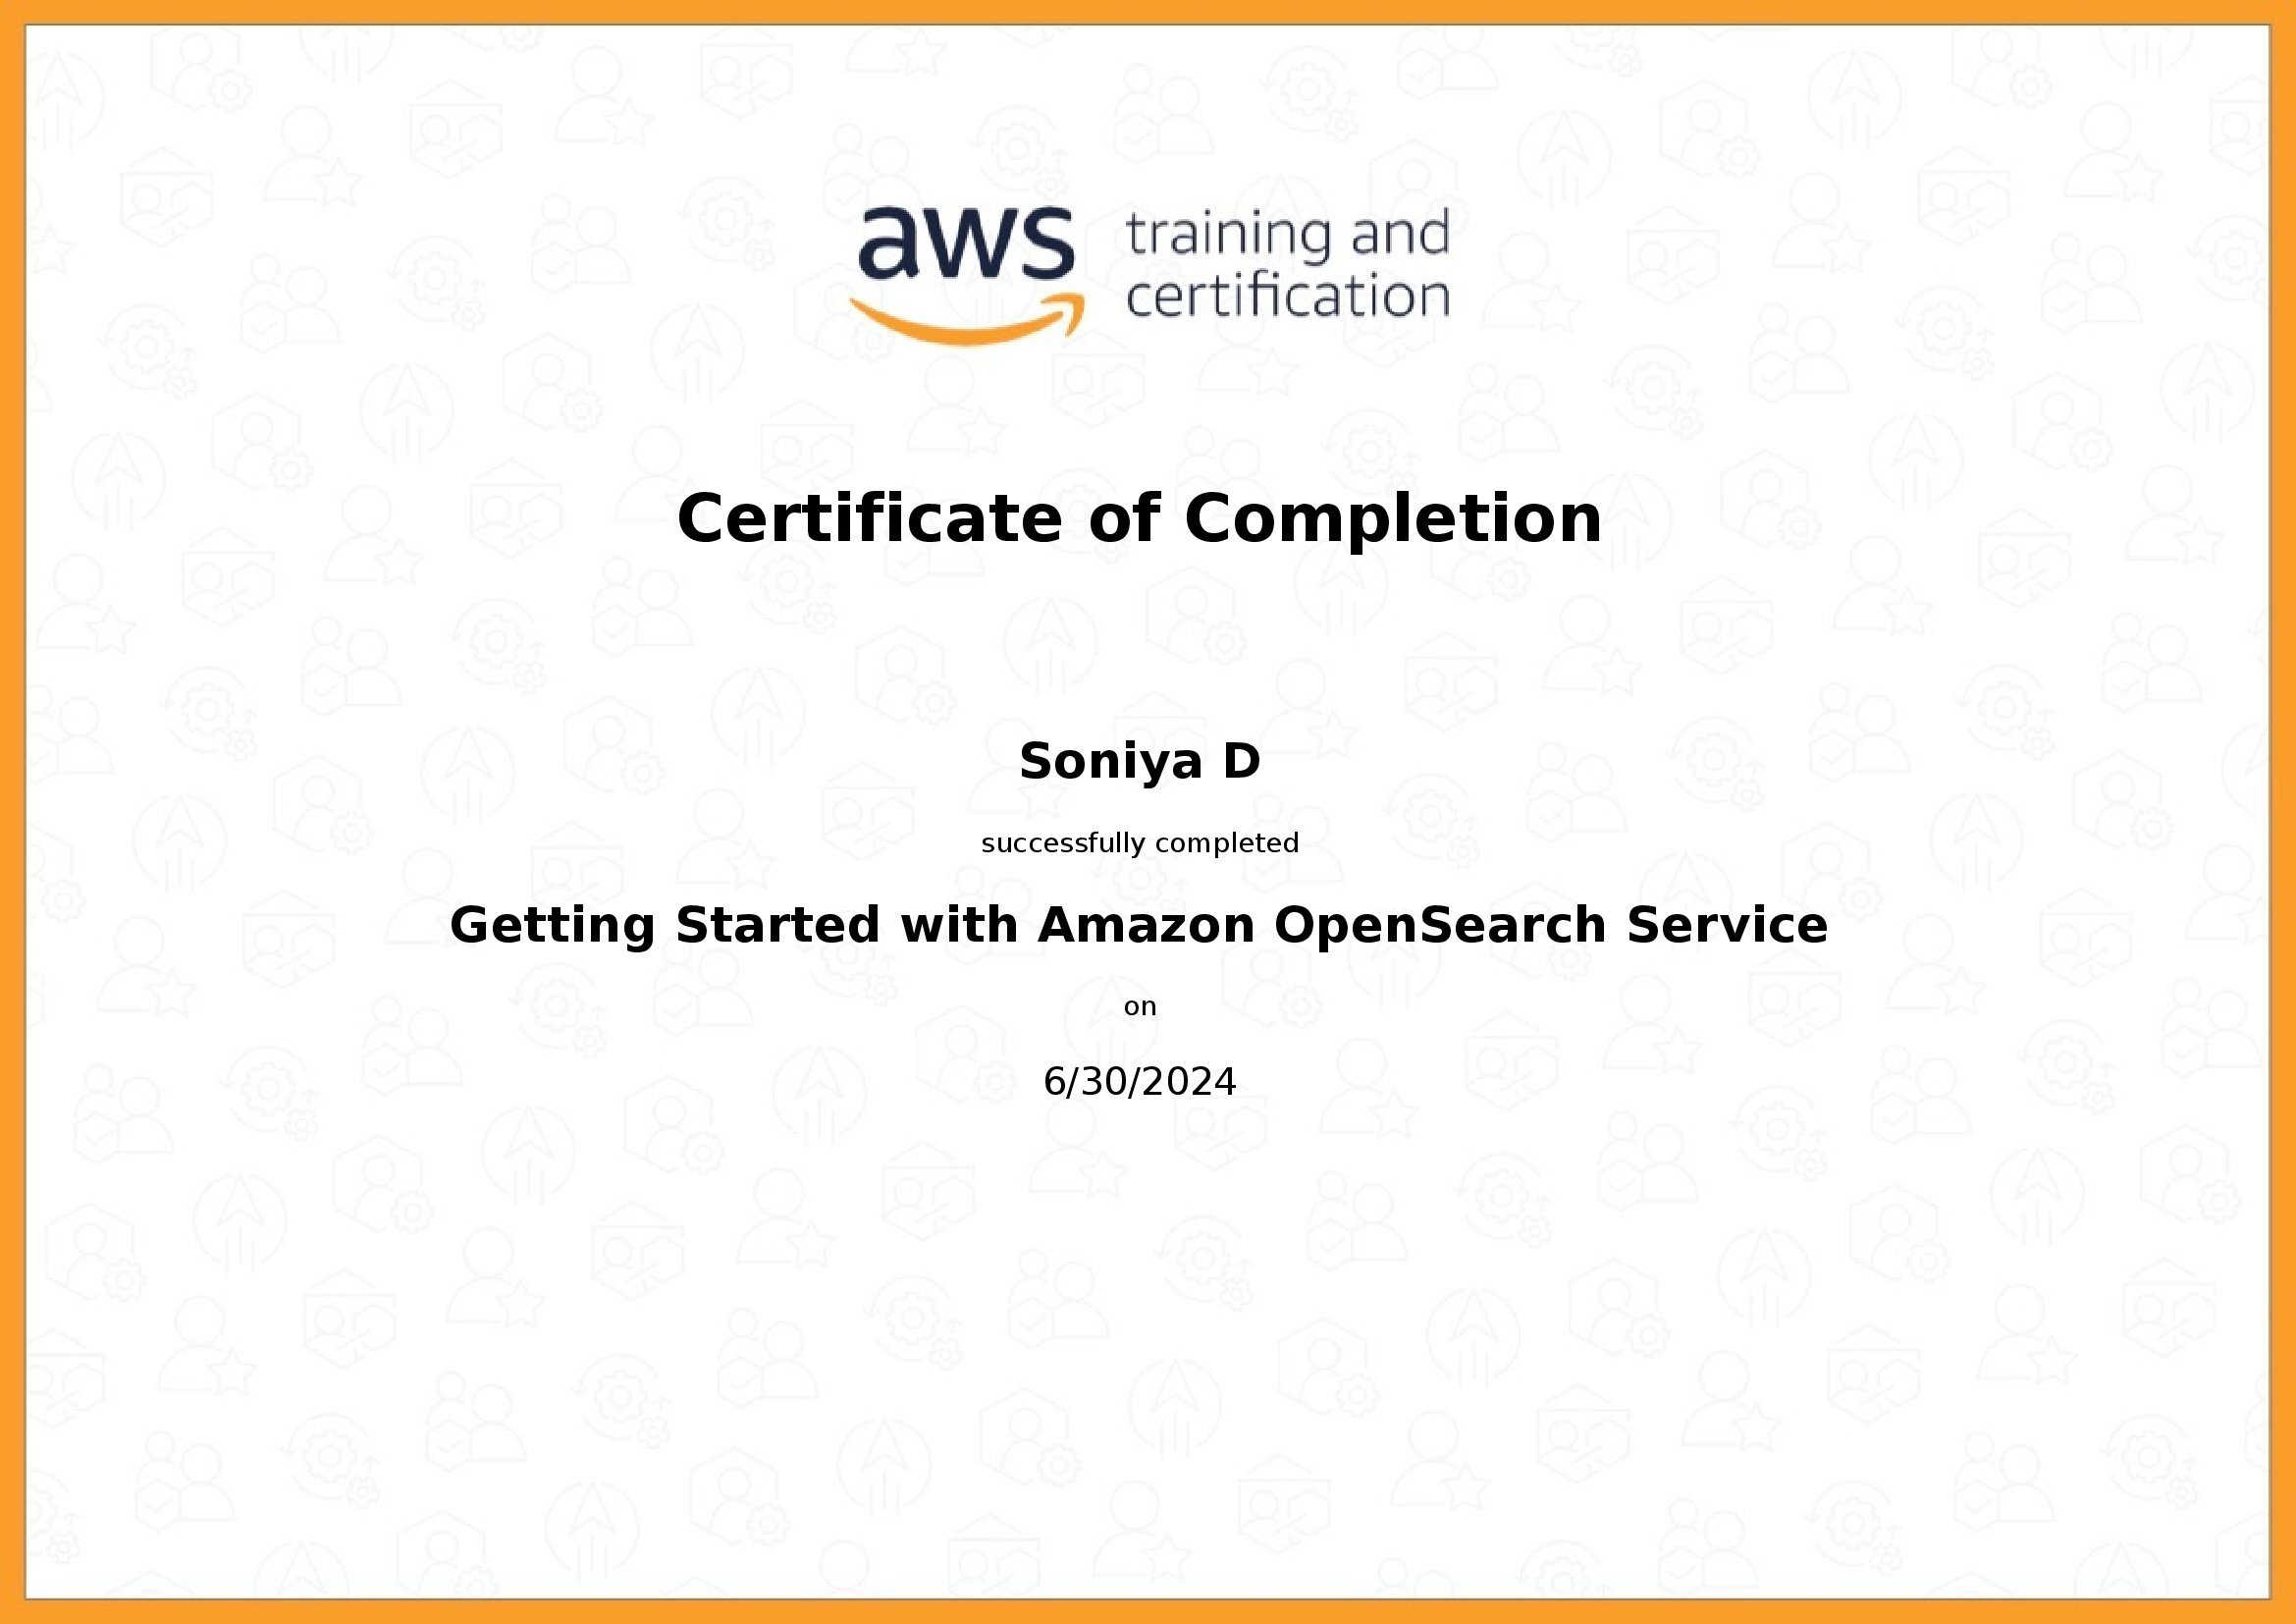 aws training and
certification
Certificate of Completion
Soniya D
successfully completed
Getting Started with Amazon OpenSearch Service
on
6/30/2024